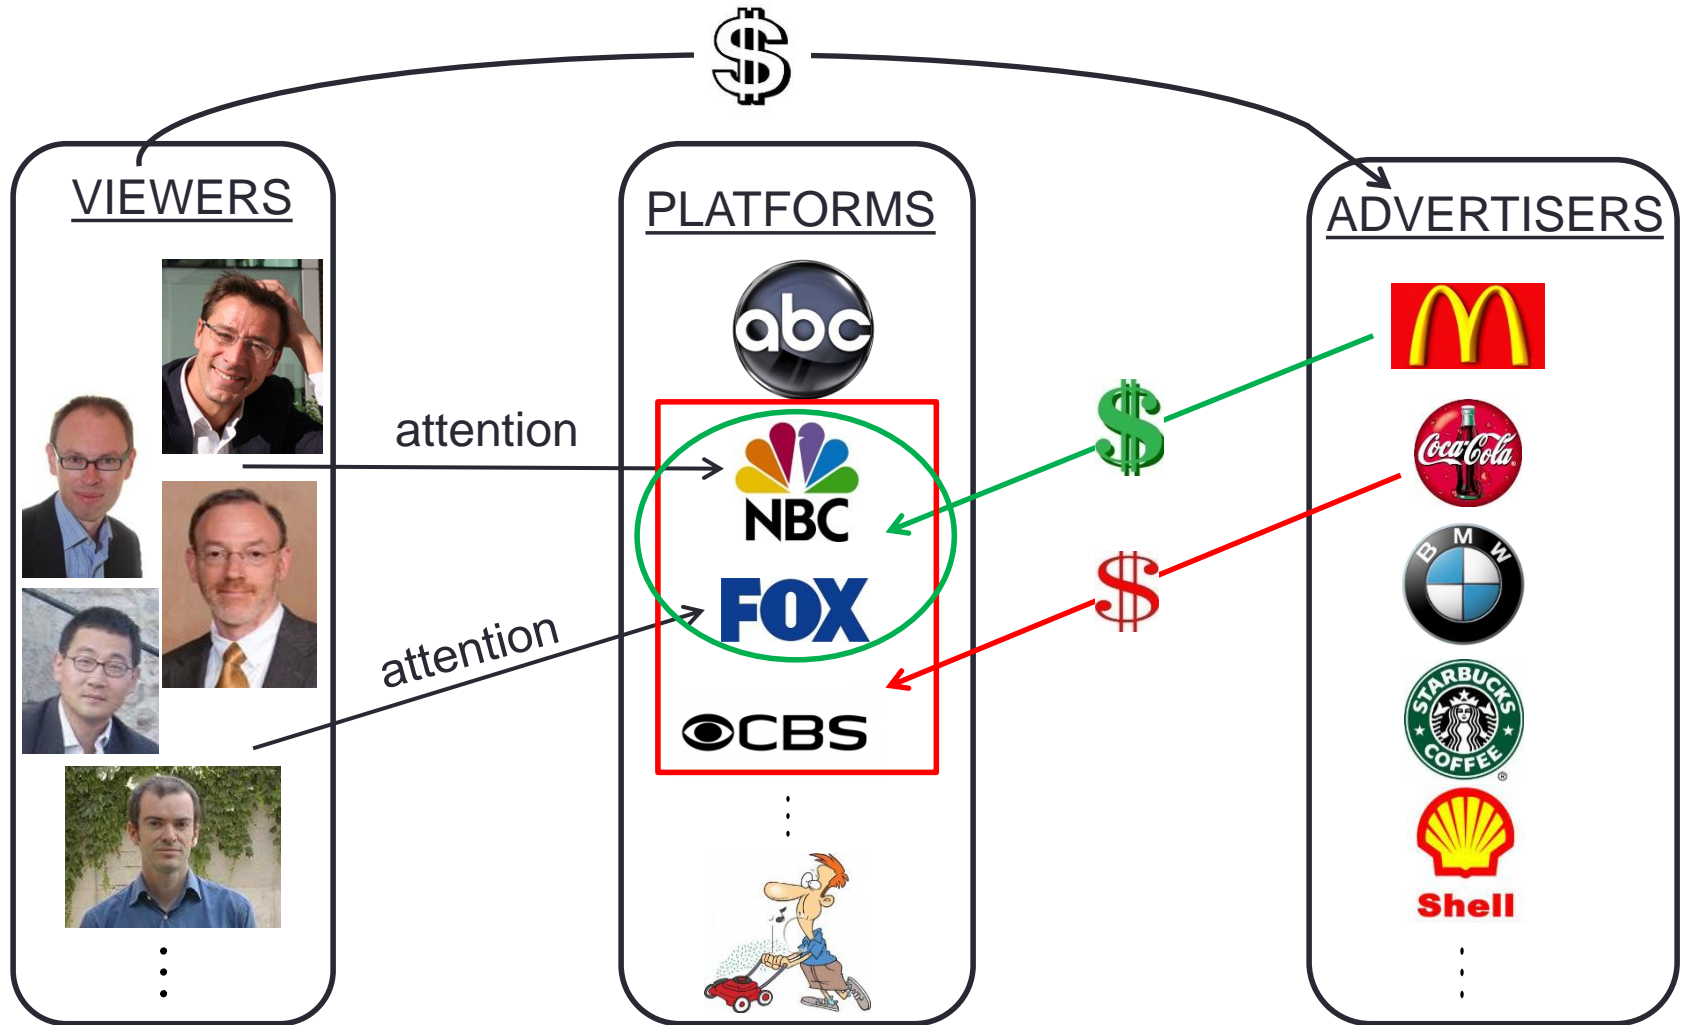 $
VIEWERS
PLATFORMS
ADVERTISERS
abc
attention
NBC
$
Coca-Cola
BMW
FOX
$
attention
CBS
STARBUCKS
COFFEE
®
Shell